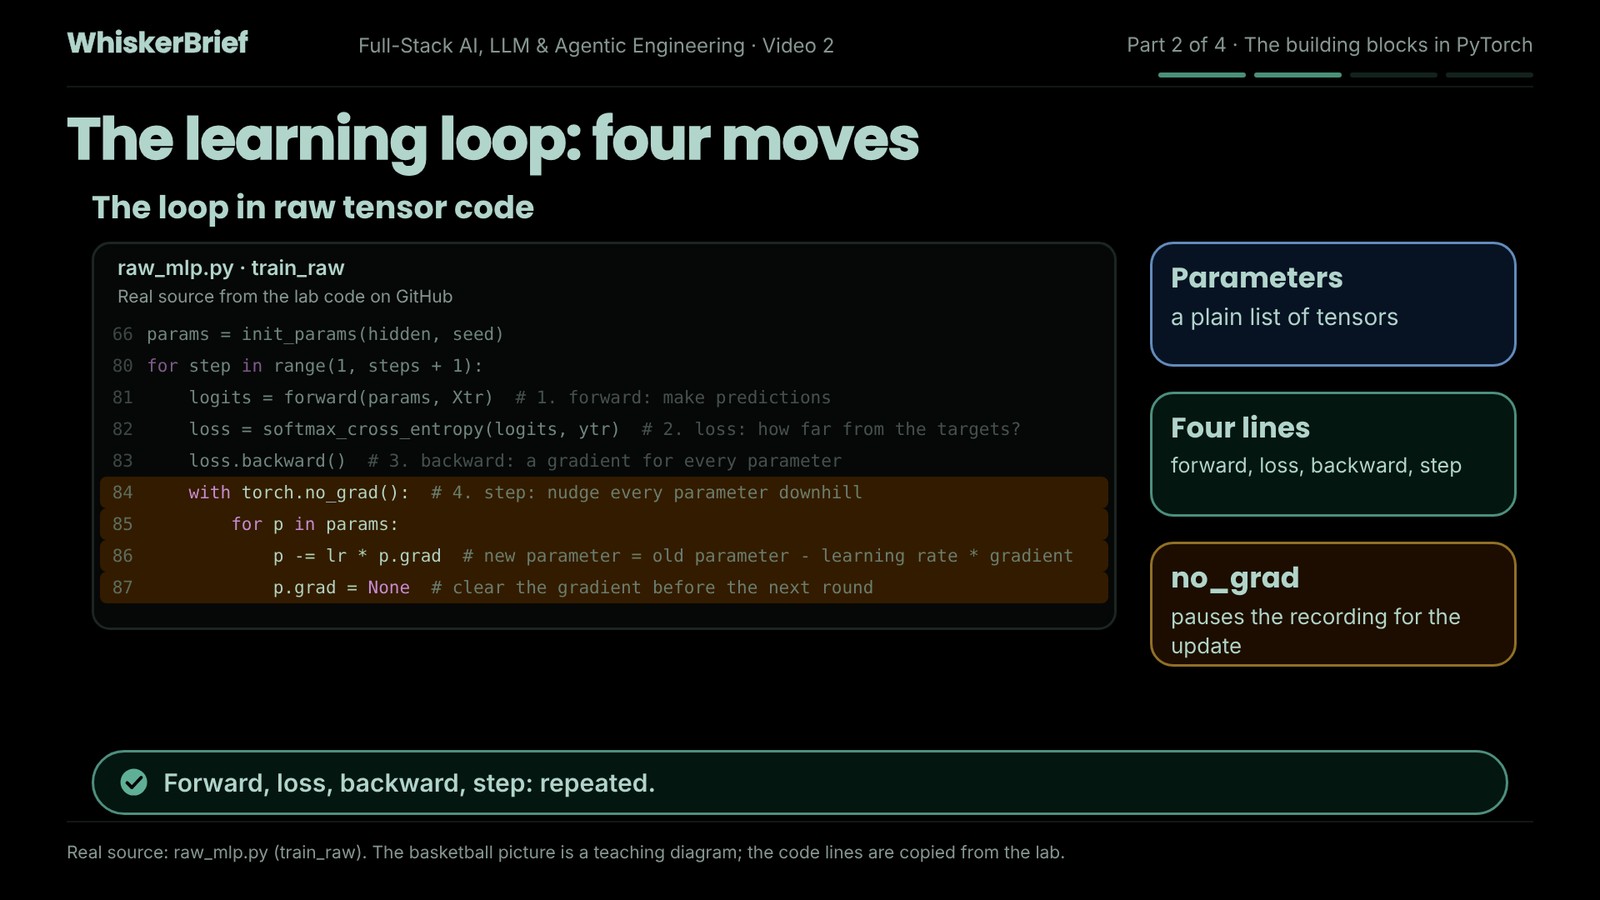 WhiskerBrief
Full-Stack AI, LLM & Agentic Engineering · Video 2
Part 2 of 4 · The building blocks in PyTorch
The learning loop: four moves
The loop in raw tensor code
raw_mlp.py · train_raw
Real source from the lab code on GitHub
66 params = init_params(hidden, seed)
80 for step in range(1, steps + 1):
81     logits = forward(params, Xtr)  # 1. forward: make predictions
82     loss = softmax_cross_entropy(logits, ytr)  # 2. loss: how far from the targets?
83     loss.backward()  # 3. backward: a gradient for every parameter
84     with torch.no_grad():  # 4. step: nudge every parameter downhill
85         for p in params:
86             p -= lr * p.grad  # new parameter = old parameter - learning rate * gradient
87             p.grad = None  # clear the gradient before the next round
Parameters
a plain list of tensors
Four lines
forward, loss, backward, step
no_grad
pauses the recording for the
update
Forward, loss, backward, step: repeated.
Real source: raw_mlp.py (train_raw). The basketball picture is a teaching diagram; the code lines are copied from the lab.